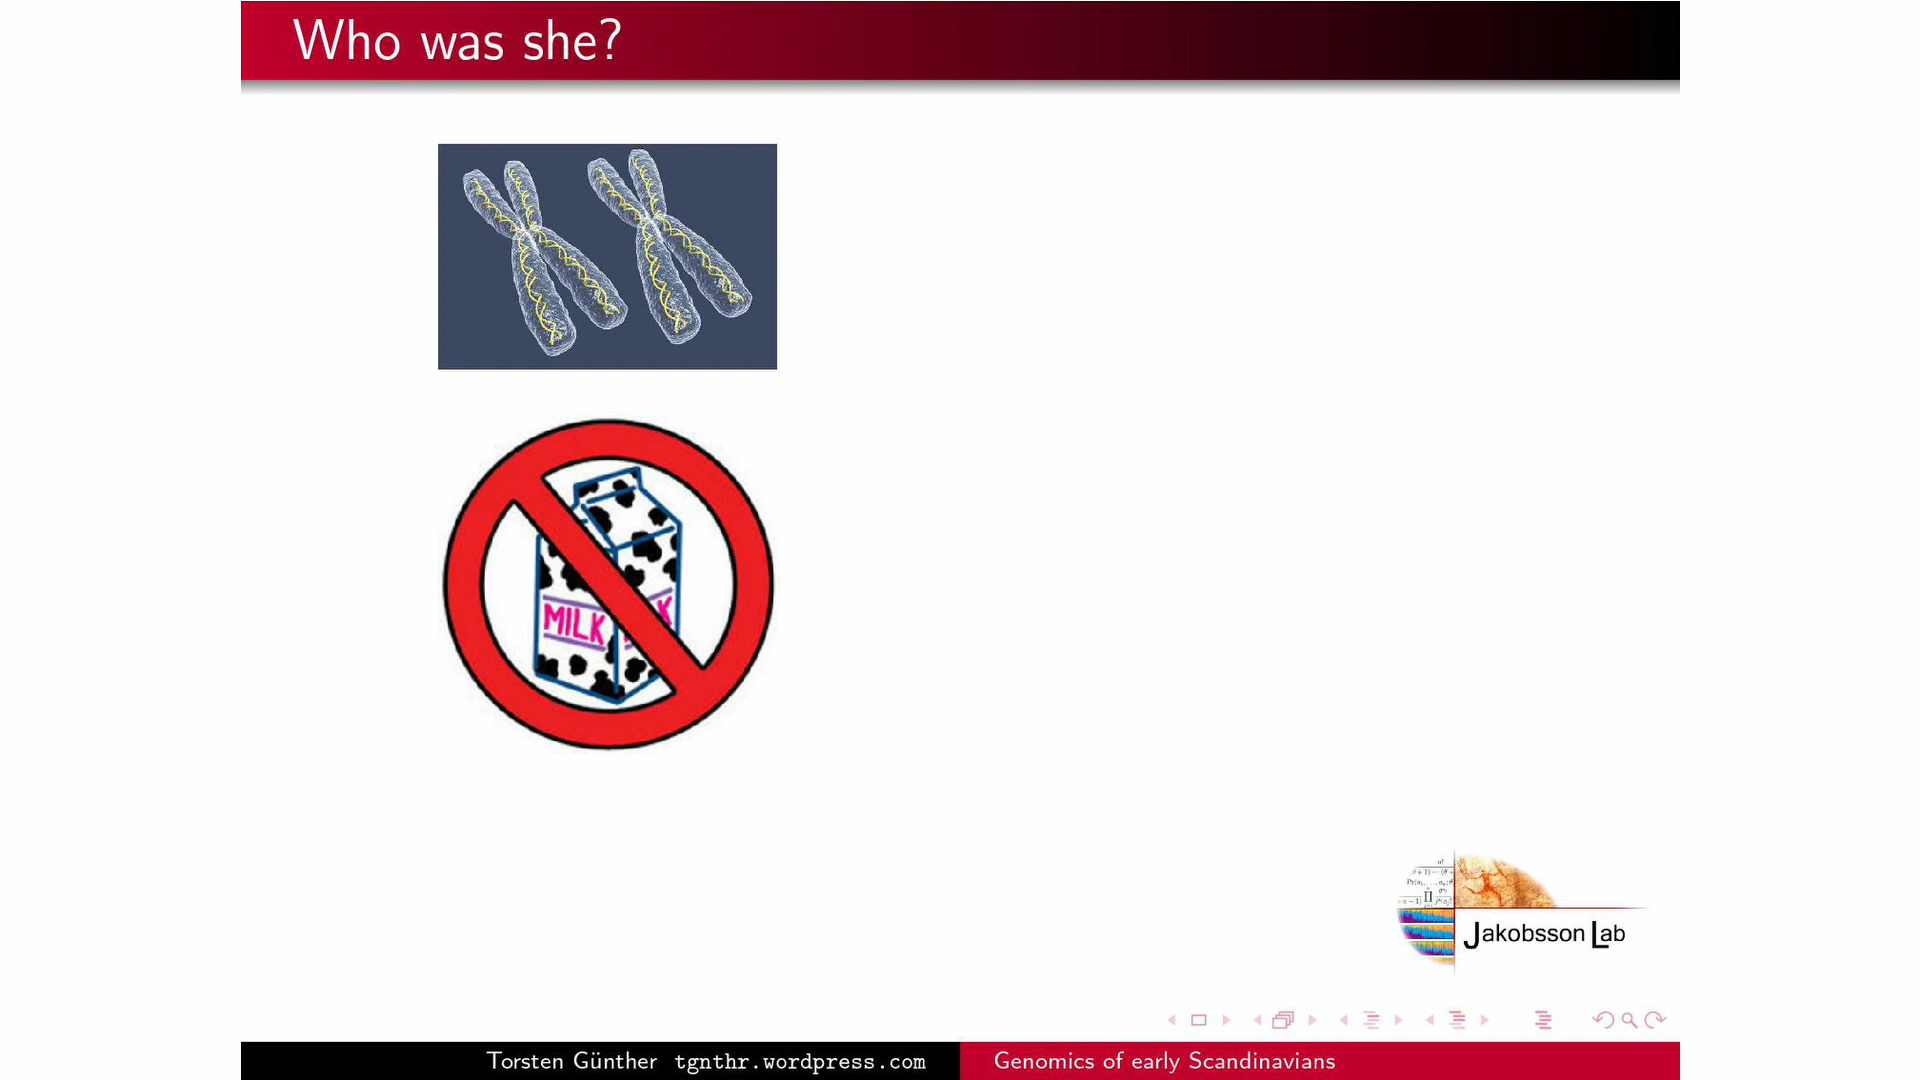 Who was she?
MILK
Jakobsson Lab
Torsten Günther tgnthr.wordpress.com
Genomics of early Scandinavians